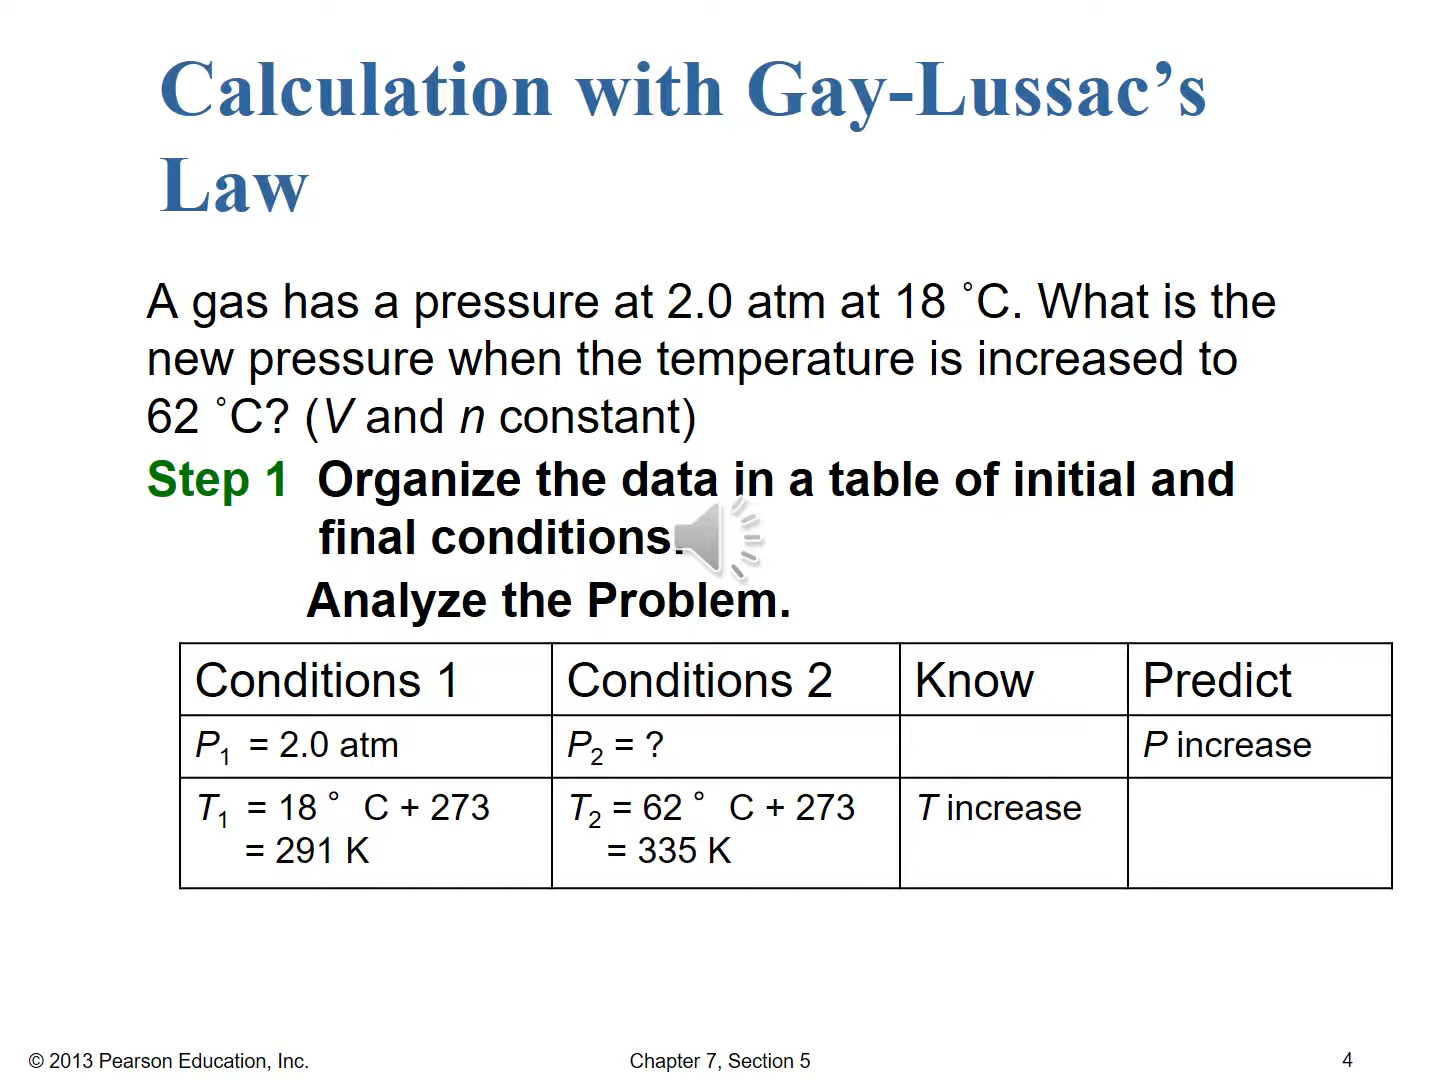 Calculation with Gay-Lussac’s
Law
A gas has a pressure at 2.0 atm at 18 ˚C. What is the
new pressure when the temperature is increased to
62 ˚C? (V and n constant)
Step 1 Organize the data in a table of initial and
final conditions.
Analyze the Problem.
Conditions 1 Conditions 2 Know Predict
P1 = 2.0 atm P2 = ? P increase
T1 = 18 ° C + 273 T2 = 62 ° C + 273 T increase
= 291 K = 335 K
© 2013 Pearson Education, Inc. Chapter 7, Section 5 4